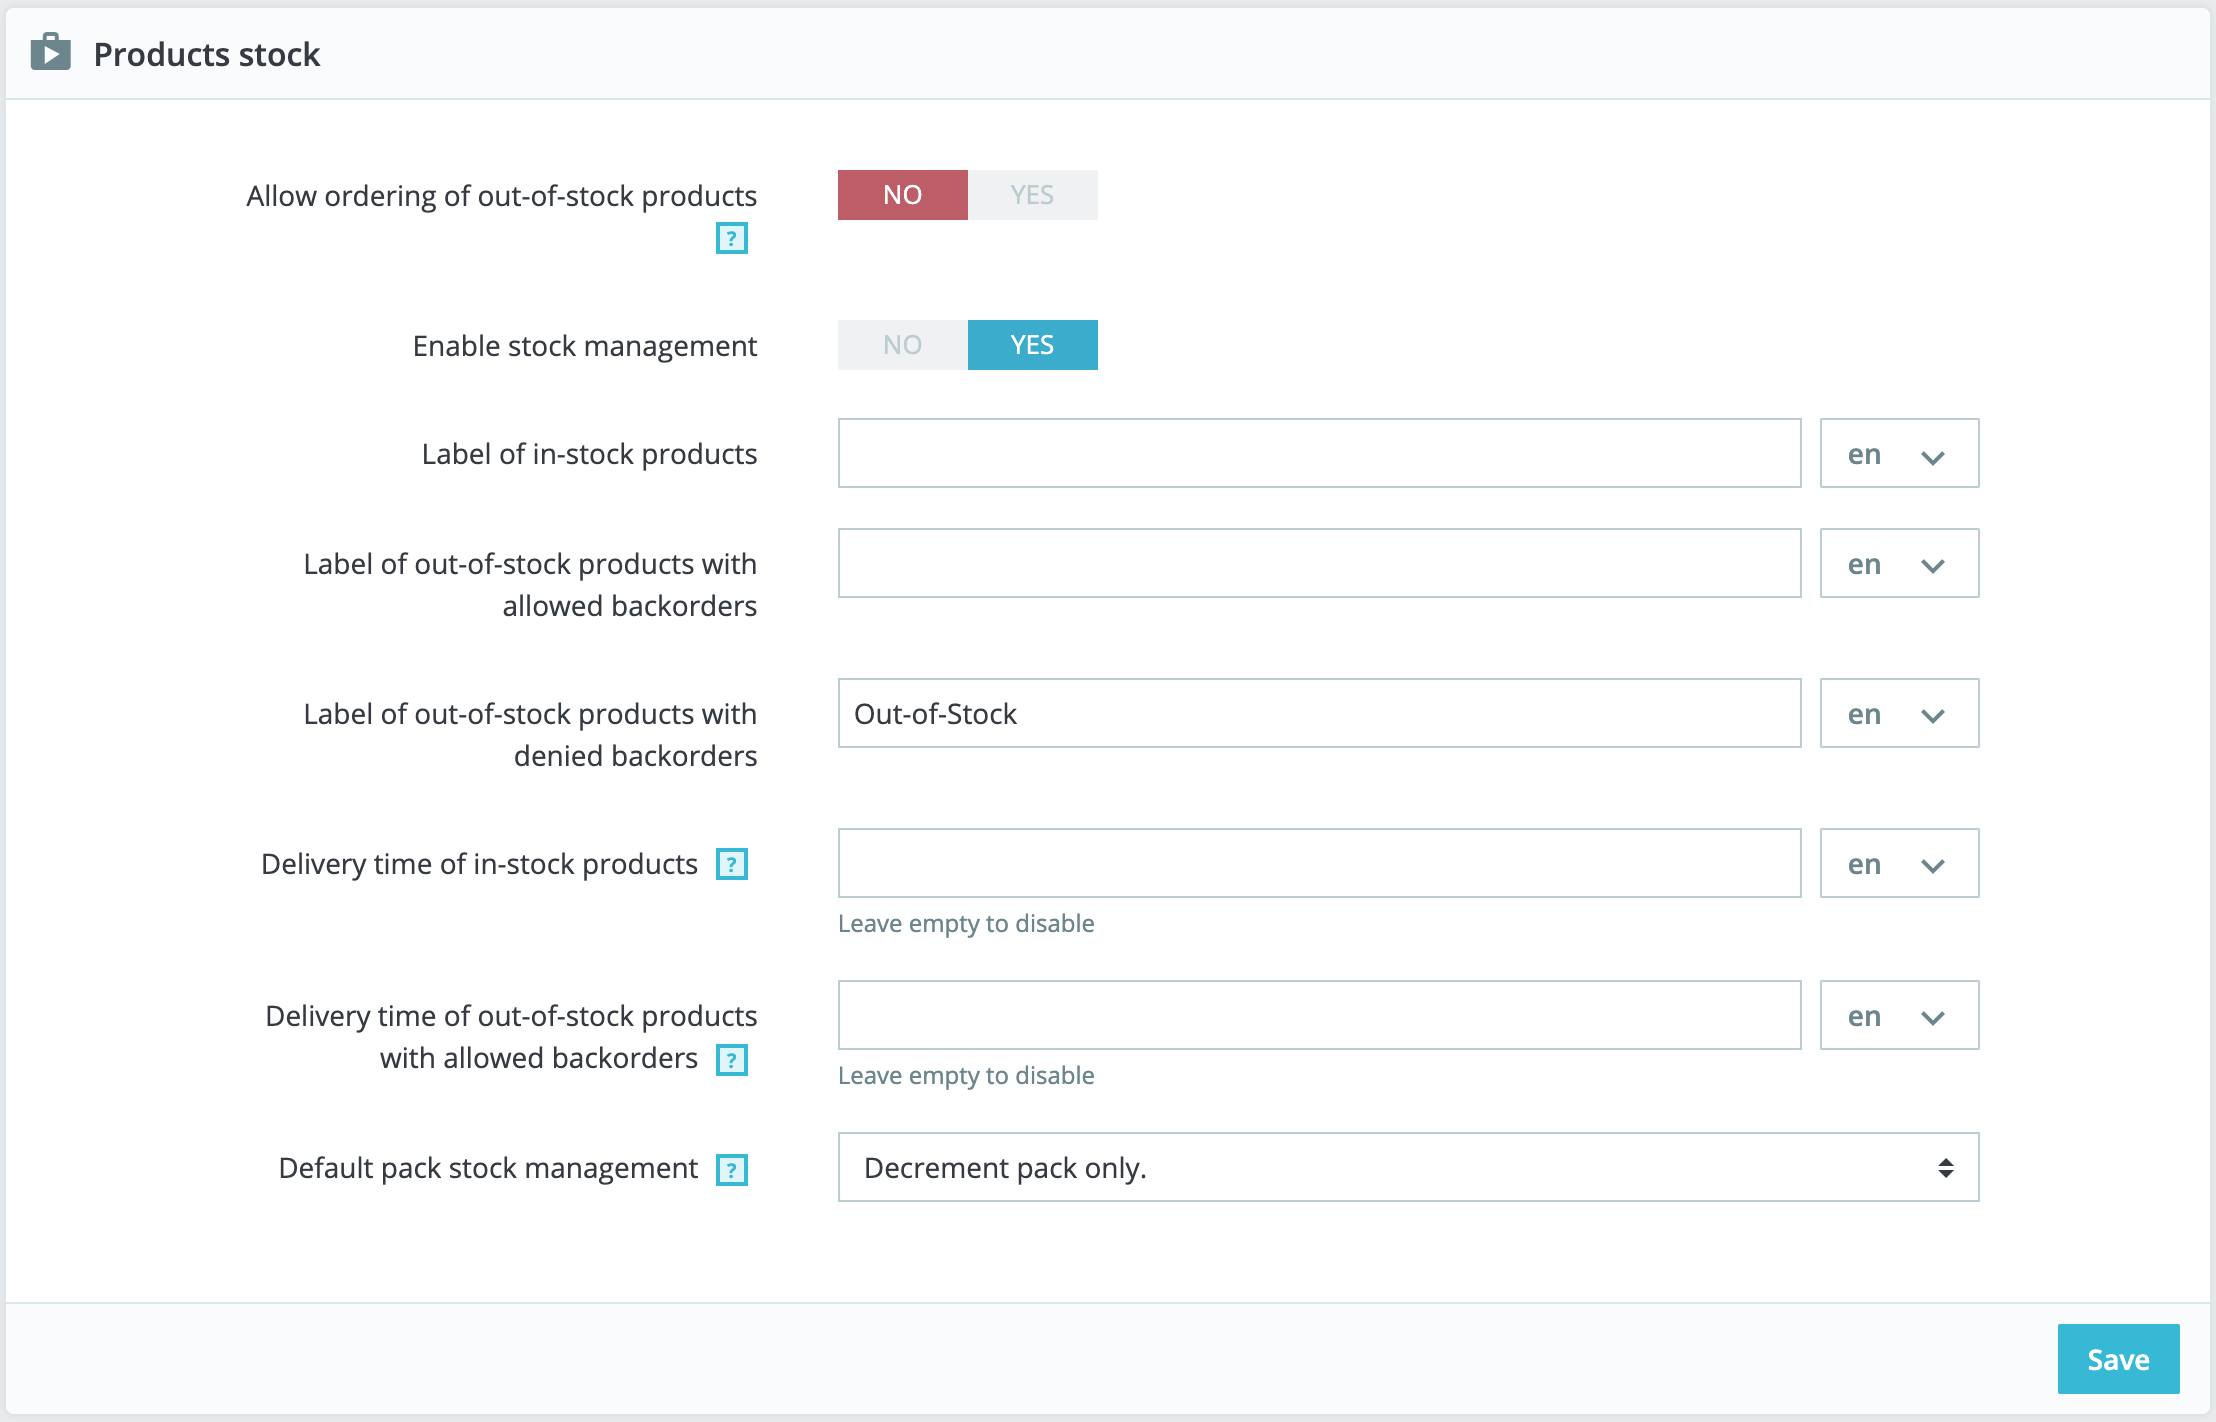 Products stock
Allow ordering of out-of-stock products
NO YES
?
Enable stock management
NO YES
Label of in-stock products
en
Label of out-of-stock products with
allowed backorders
en
Label of out-of-stock products with
denied backorders
Out-of-Stock
en
Delivery time of in-stock products ?
en
Leave empty to disable
Delivery time of out-of-stock products
with allowed backorders ?
en
Leave empty to disable
Default pack stock management ?
Decrement pack only.
Save